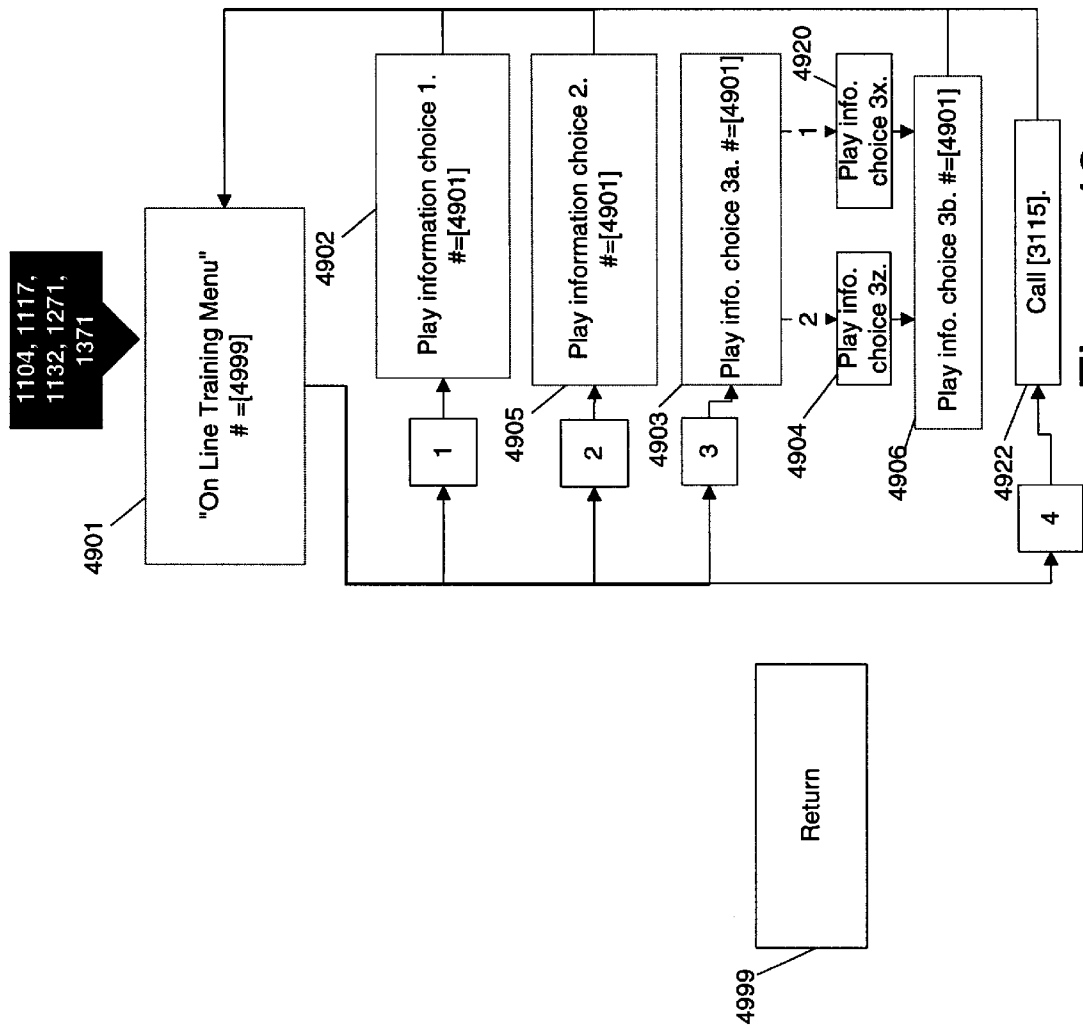 1104, 1117,
1132, 1271,
1371
4901
"On Line Training Menu"
# =[4999]
4902
1
Play information choice 1.
#=[4901]
4905
2
Play information choice 2.
#=[4901]
4903
3
Play info. choice 3a. #=[4901]
2
1
4904
Play info.
choice 3z.
4920
Play info.
choice 3x.
4906
Play info. choice 3b. #=[4901]
4922
4
Call [3115].
4999
Return